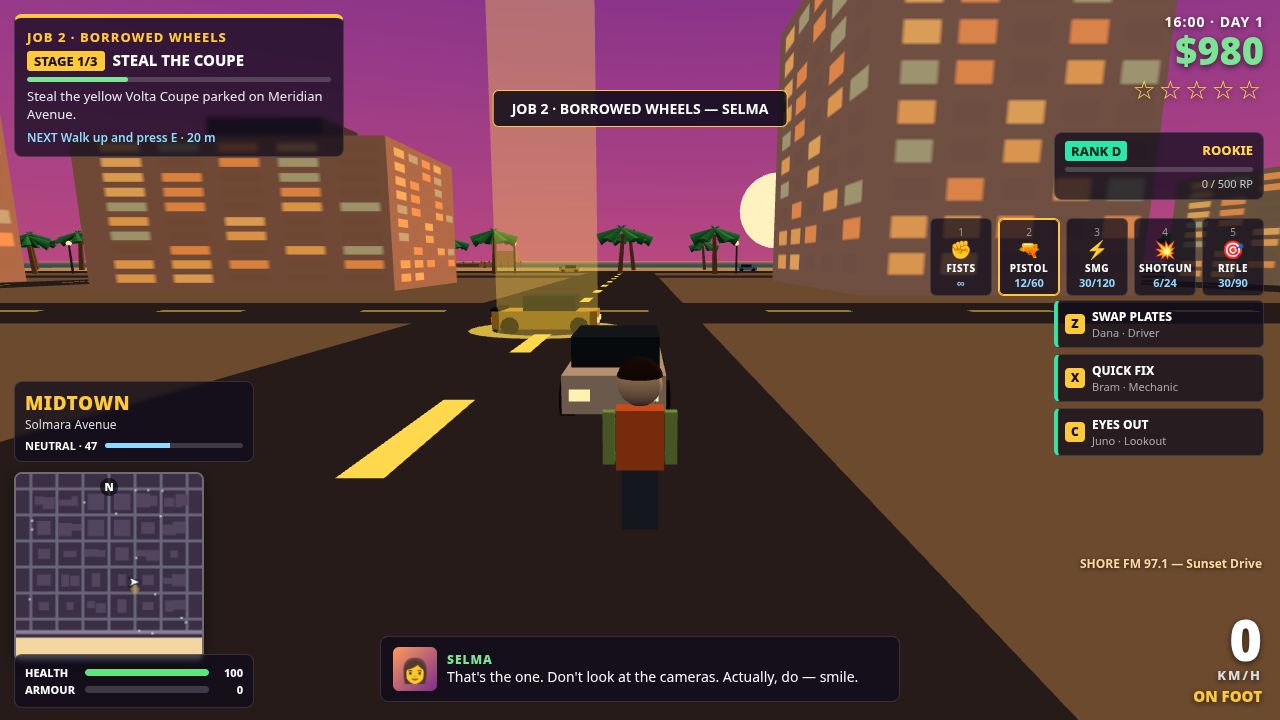 JOB 2 · BORROWED WHEELS
STAGE 1/3 STEAL THE COUPE
Steal the yellow Volta Coupe parked on Meridian
Avenue.
NEXT Walk up and press E · 20 m
JOB 2 · BORROWED WHEELS — SELMA
16:00 · DAY 1
$980
☆☆☆☆☆
RANK D ROOKIE
0 / 500 RP
1 2 3 4 5
FISTS PISTOL SMG SHOTGUN RIFLE
∞ 12/60 30/120 6/24 30/90
Z SWAP PLATES
Dana · Driver
X QUICK FIX
Bram · Mechanic
C EYES OUT
Juno · Lookout
MIDTOWN
Solmara Avenue
NEUTRAL · 47
N
HEALTH 100
ARMOUR 0
SELMA
That's the one. Don't look at the cameras. Actually, do — smile.
SHORE FM 97.1 — Sunset Drive
0
KM/H
ON FOOT